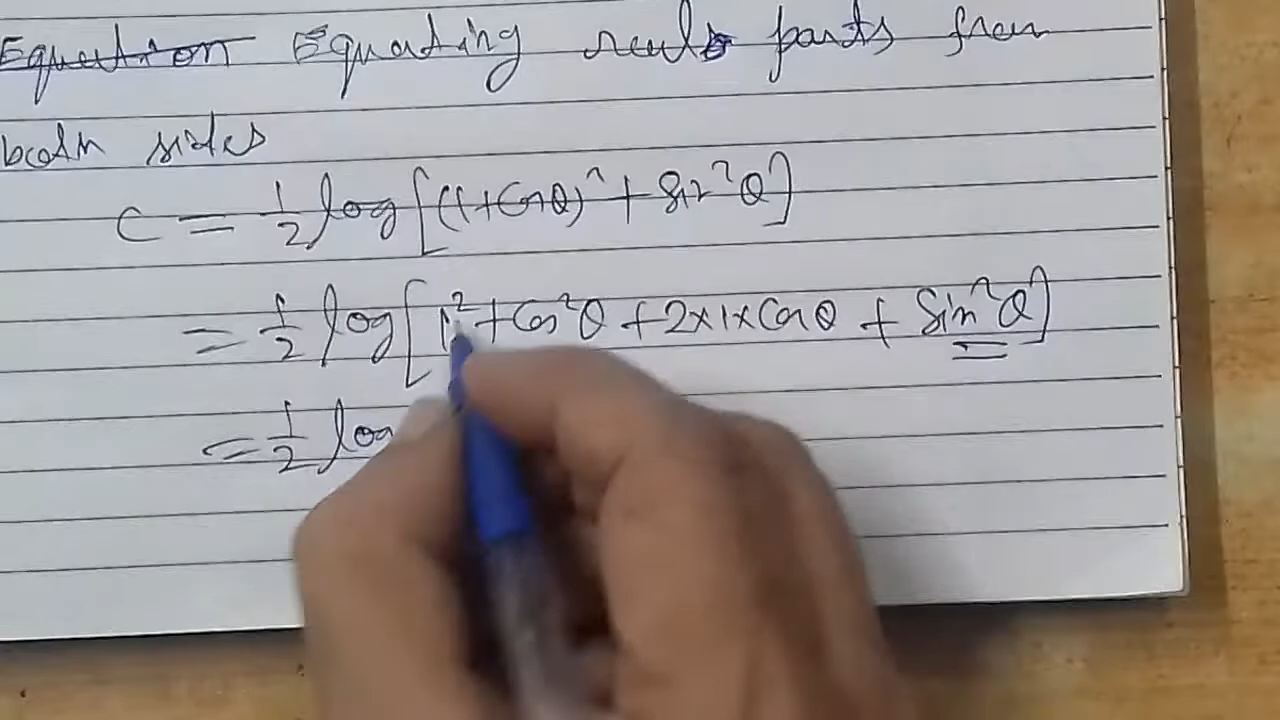 Equation Equating real parts from
both sides
C = 1/2 log[(1+Cosθ)² + Sin²θ]
= 1/2 log[1²+Cos²θ +2×1×Cosθ + Sin²θ]
= 1/2 log